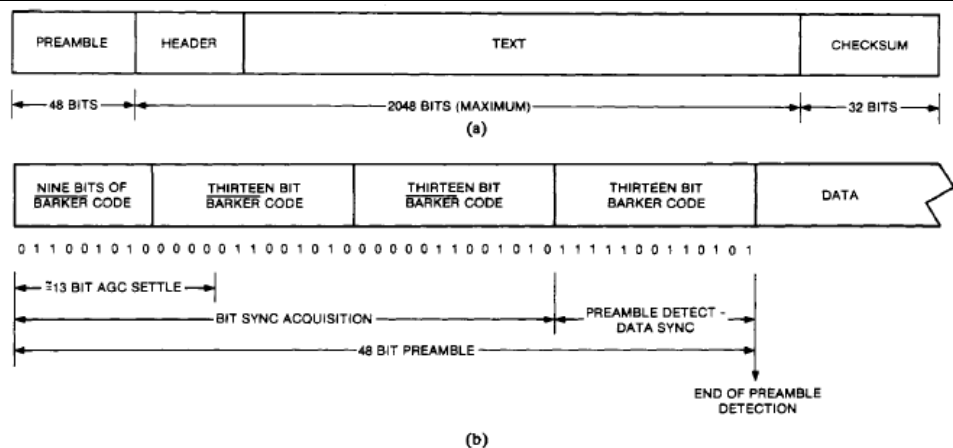 PREAMBLE HEADER TEXT CHECKSUM
48 BITS 2048 BITS (MAXIMUM) 32 BITS
(a)
NINE BITS OF THIRTEEN BIT THIRTEEN BIT THIRTEEN BIT
BARKER CODE BARKER CODE BARKER CODE BARKER CODE DATA
0 1 1 0 0 1 0 1 0 0 0 0 0 0 1 1 0 0 1 0 1 0 0 0 0 0 0 1 1 0 0 1 0 1 0 1 1 1 1 1 0 0 1 1 0 1 0 1
≅13 BIT AGC SETTLE
BIT SYNC ACQUISITION PREAMBLE DETECT -
DATA SYNC
48 BIT PREAMBLE
END OF PREAMBLE
DETECTION
(b)